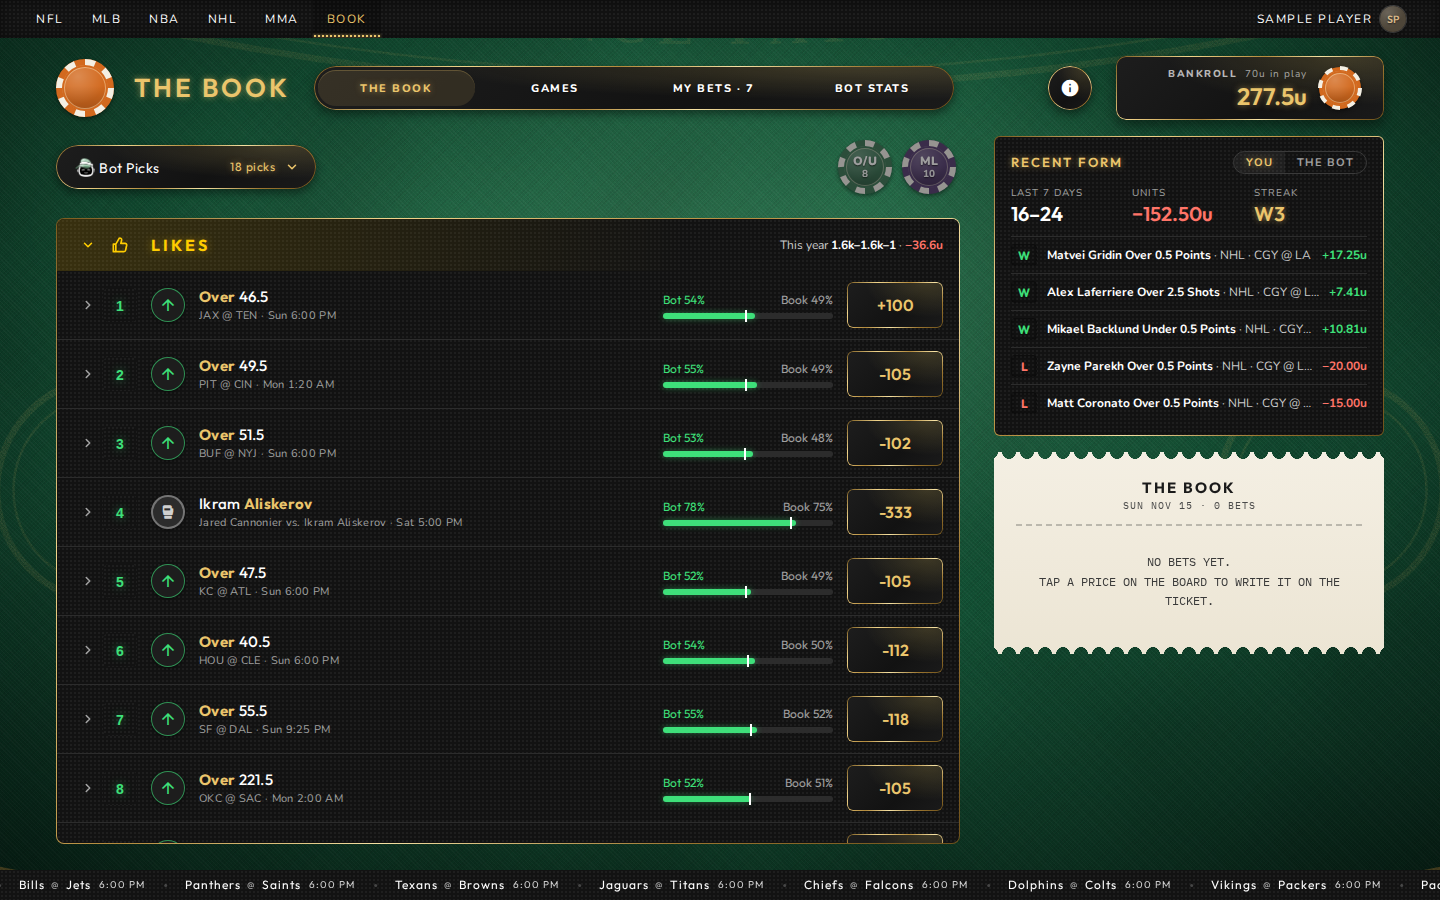 NFL MLB NBA NHL MMA BOOK SAMPLE PLAYER SP
THE BOOK
THE BOOK GAMES MY BETS · 7 BOT STATS
BANKROLL 70u in play
277.5u
Bot Picks 18 picks
O/U
8
ML
10
LIKES This year 1.6k–1.6k–1 · −36.6u
1 Over 46.5 Bot 54% Book 49% +100
JAX @ TEN · Sun 6:00 PM
2 Over 49.5 Bot 55% Book 49% -105
PIT @ CIN · Mon 1:20 AM
3 Over 51.5 Bot 53% Book 48% -102
BUF @ NYJ · Sun 6:00 PM
4 Ikram Aliskerov Bot 78% Book 75% -333
Jared Cannonier vs. Ikram Aliskerov · Sat 5:00 PM
5 Over 47.5 Bot 52% Book 49% -105
KC @ ATL · Sun 6:00 PM
6 Over 40.5 Bot 54% Book 50% -112
HOU @ CLE · Sun 6:00 PM
7 Over 55.5 Bot 55% Book 52% -118
SF @ DAL · Sun 9:25 PM
8 Over 221.5 Bot 52% Book 51% -105
OKC @ SAC · Mon 2:00 AM
RECENT FORM YOU THE BOT
LAST 7 DAYS UNITS STREAK
16–24 −152.50u W3
W Matvei Gridin Over 0.5 Points · NHL · CGY @ LA +17.25u
W Alex Laferriere Over 2.5 Shots · NHL · CGY @ L... +7.41u
W Mikael Backlund Under 0.5 Points · NHL · CGY... +10.81u
L Zayne Parekh Over 0.5 Points · NHL · CGY @ L... −20.00u
L Matt Coronato Over 0.5 Points · NHL · CGY @ ... −15.00u
THE BOOK
SUN NOV 15 · 0 BETS
NO BETS YET.
TAP A PRICE ON THE BOARD TO WRITE IT ON THE
TICKET.
Bills @ Jets 6:00 PM · Panthers @ Saints 6:00 PM · Texans @ Browns 6:00 PM · Jaguars @ Titans 6:00 PM · Chiefs @ Falcons 6:00 PM · Dolphins @ Colts 6:00 PM · Vikings @ Packers 6:00 PM ·